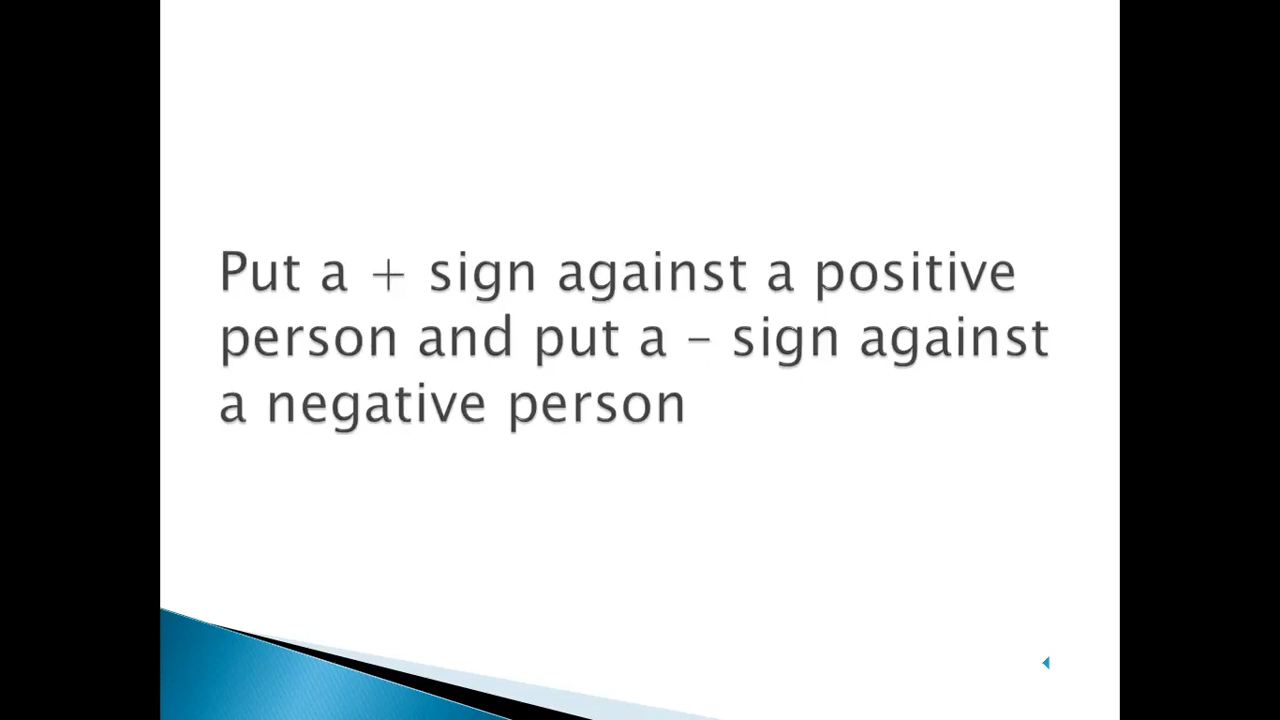 Put a + sign against a positive
person and put a – sign against
a negative person